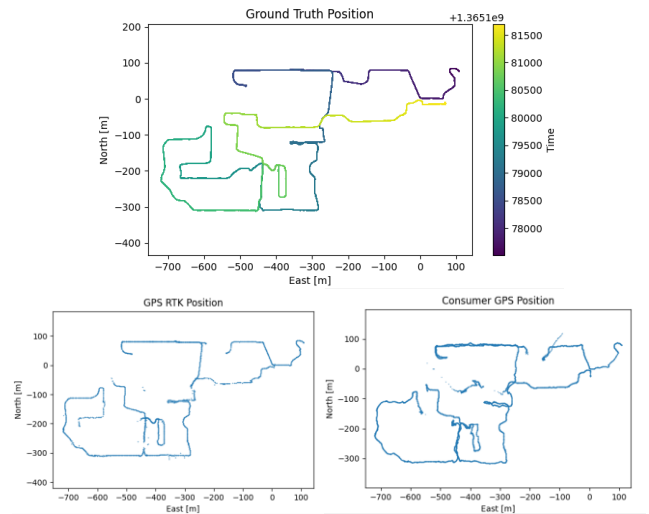 Ground Truth Position
+1.3651e9
200
100
0
−100
−200
−300
−400
North [m]
−700 −600 −500 −400 −300 −200 −100 0 100
East [m]
81500
81000
80500
80000
79500
79000
78500
78000
Time
GPS RTK Position
100
0
−100
−200
−300
−400
North [m]
−700 −600 −500 −400 −300 −200 −100 0 100
East [m]
Consumer GPS Position
100
0
−100
−200
−300
North [m]
−700 −600 −500 −400 −300 −200 −100 0 100
East [m]